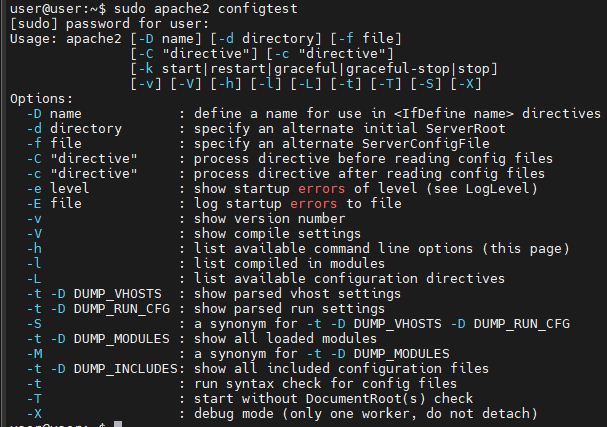 user@user:~$ sudo apache2 configtest
[sudo] password for user:
Usage: apache2 [-D name] [-d directory] [-f file]
               [-C "directive"] [-c "directive"]
               [-k start|restart|graceful|graceful-stop|stop]
               [-v] [-V] [-h] [-l] [-L] [-t] [-T] [-S] [-X]
Options:
  -D name            : define a name for use in <IfDefine name> directives
  -d directory       : specify an alternate initial ServerRoot
  -f file            : specify an alternate ServerConfigFile
  -C "directive"     : process directive before reading config files
  -c "directive"     : process directive after reading config files
  -e level           : show startup errors of level (see LogLevel)
  -E file            : log startup errors to file
  -v                 : show version number
  -V                 : show compile settings
  -h                 : list available command line options (this page)
  -l                 : list compiled in modules
  -L                 : list available configuration directives
  -t -D DUMP_VHOSTS  : show parsed vhost settings
  -t -D DUMP_RUN_CFG : show parsed run settings
  -S                 : a synonym for -t -D DUMP_VHOSTS -D DUMP_RUN_CFG
  -t -D DUMP_MODULES : show all loaded modules
  -M                 : a synonym for -t -D DUMP_MODULES
  -t -D DUMP_INCLUDES: show all included configuration files
  -t                 : run syntax check for config files
  -T                 : start without DocumentRoot(s) check
  -X                 : debug mode (only one worker, do not detach)
user@user:~$